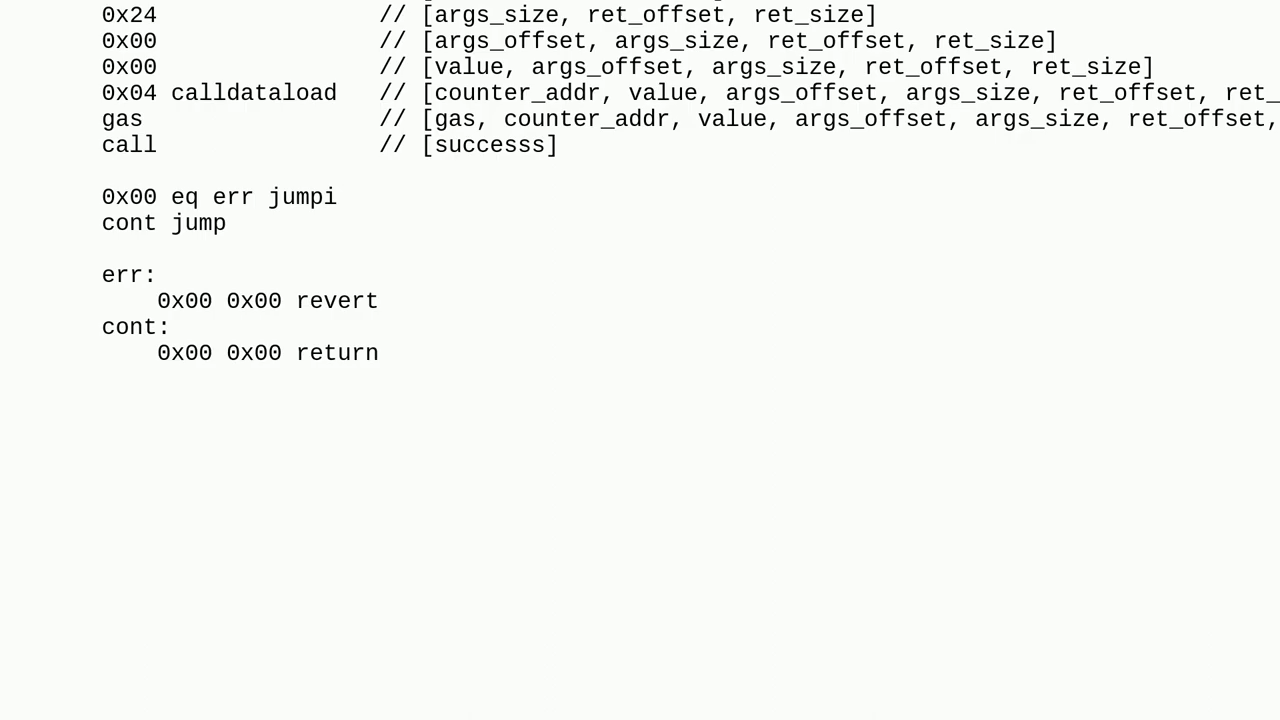 0x24                // [args_size, ret_offset, ret_size]
0x00                // [args_offset, args_size, ret_offset, ret_size]
0x00                // [value, args_offset, args_size, ret_offset, ret_size]
0x04 calldataload   // [counter_addr, value, args_offset, args_size, ret_offset, ret_
gas                 // [gas, counter_addr, value, args_offset, args_size, ret_offset,
call                // [successs]
0x00 eq err jumpi
cont jump
err:
    0x00 0x00 revert
cont:
    0x00 0x00 return